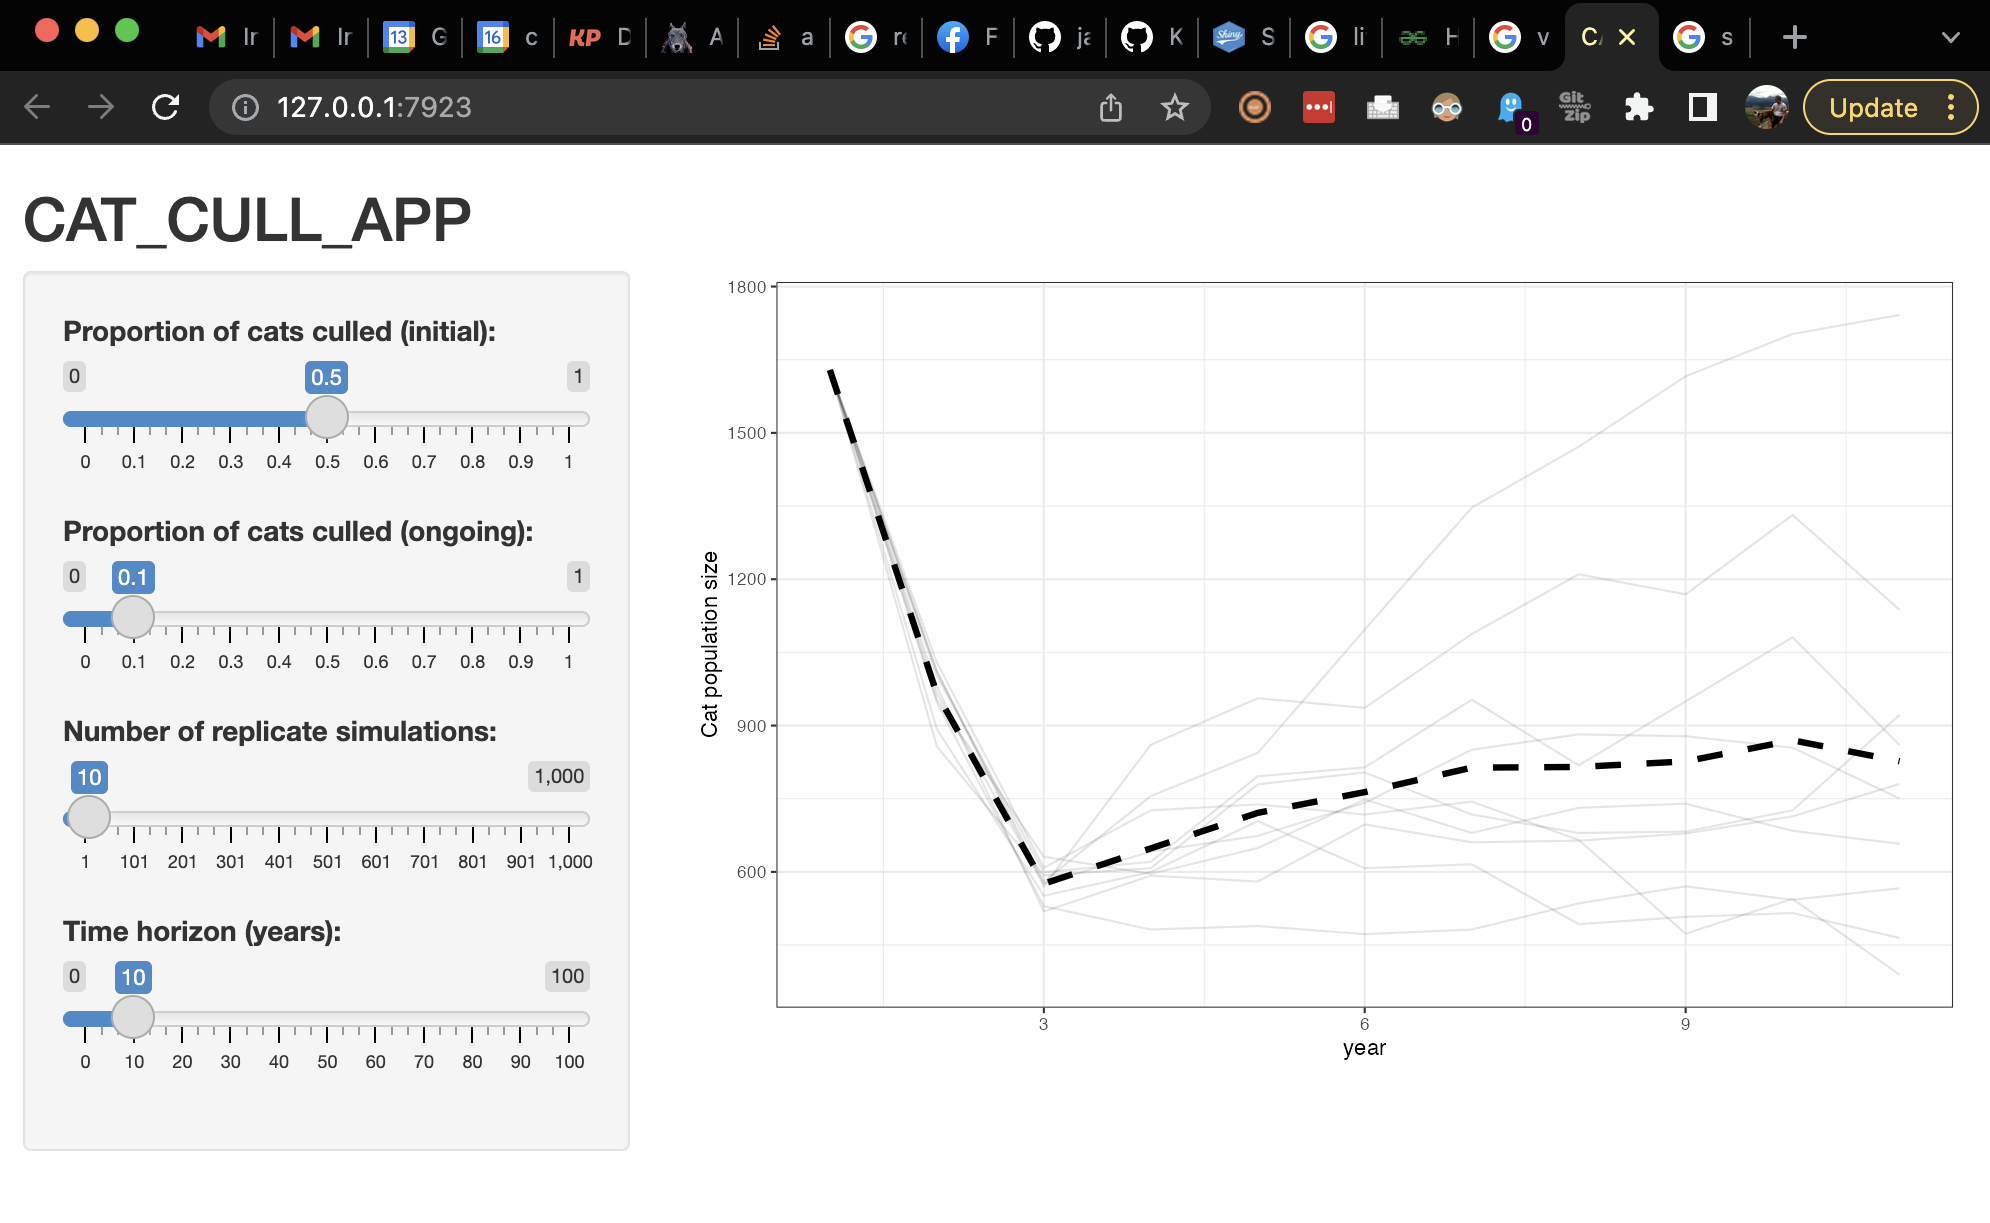 Ir
Ir
13
G
16
c
KP
D
A
a
re
F
ja
K
Shiny
S
li
H
v
CA
s
127.0.0.1:7923
0
Git
Zip
Update
CAT_CULL_APP
Proportion of cats culled (initial):
0 0.5 1
0 0.1 0.2 0.3 0.4 0.5 0.6 0.7 0.8 0.9 1
Proportion of cats culled (ongoing):
0 0.1 1
0 0.1 0.2 0.3 0.4 0.5 0.6 0.7 0.8 0.9 1
Number of replicate simulations:
10 1,000
1 101 201 301 401 501 601 701 801 901 1,000
Time horizon (years):
0 10 100
0 10 20 30 40 50 60 70 80 90 100
Cat population size
1800
1500
1200
900
600
3 6 9
year